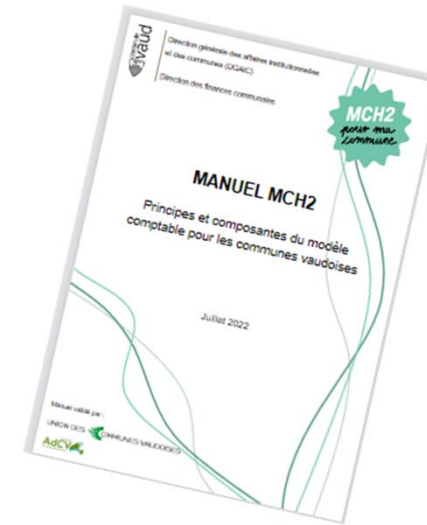 vaud
Direction générale des affaires institutionnelles
et des communes (DGAIC)
Direction des finances communales
MCH2
pour ma
commune
MANUEL MCH2
Principes et composantes du modèle
comptable pour les communes vaudoises
Juillet 2022
Manuel validé par :
UNION DES COMMUNES VAUDOISES
AdCV